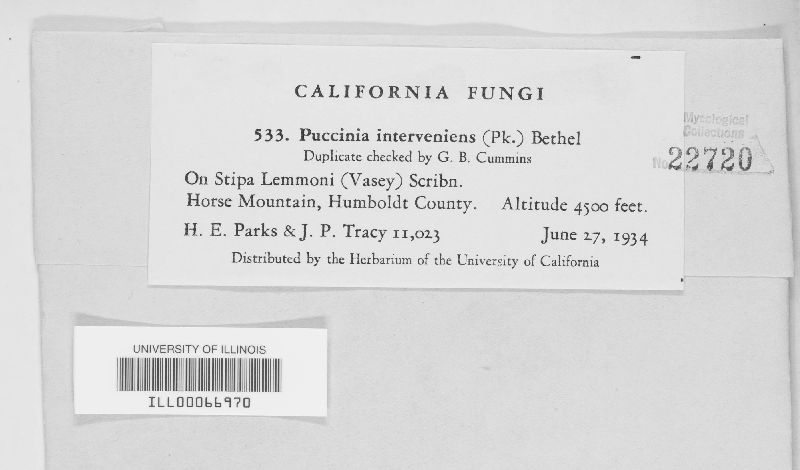 CALIFORNIA FUNGI
533. Puccinia interveniens (Pk.) Bethel
Duplicate checked by G. B. Cummins
On Stipa Lemmoni (Vasey) Scribn.
Horse Mountain, Humboldt County. Altitude 4500 feet.
H. E. Parks & J. P. Tracy 11,023 June 27, 1934
Distributed by the Herbarium of the University of California
Mycological
Collections
No. 22720
UNIVERSITY OF ILLINOIS
ILL00066970